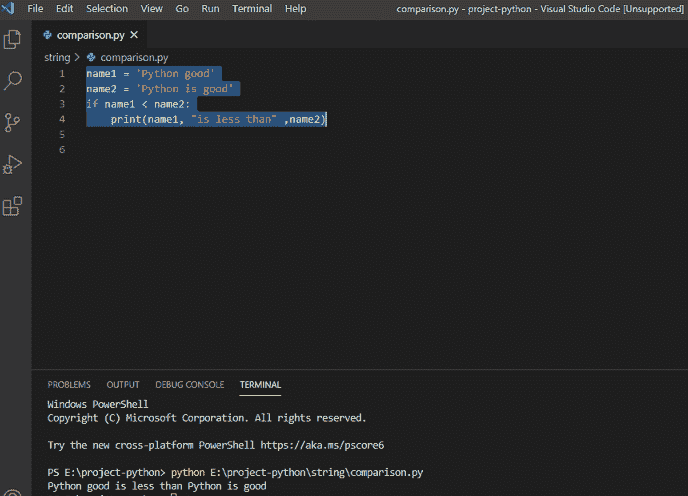 File Edit Selection View Go Run Terminal Help comparison.py - project-python - Visual Studio Code [Unsupported]
comparison.py
string > comparison.py
1 name1 = 'Python good'
2 name2 = 'Python is good'
3 if name1 < name2:
4 print(name1, "is less than" ,name2)
5
6
PROBLEMS OUTPUT DEBUG CONSOLE TERMINAL
Windows PowerShell
Copyright (C) Microsoft Corporation. All rights reserved.
Try the new cross-platform PowerShell https://aka.ms/pscore6
PS E:\project-python> python E:\project-python\string\comparison.py
Python good is less than Python is good